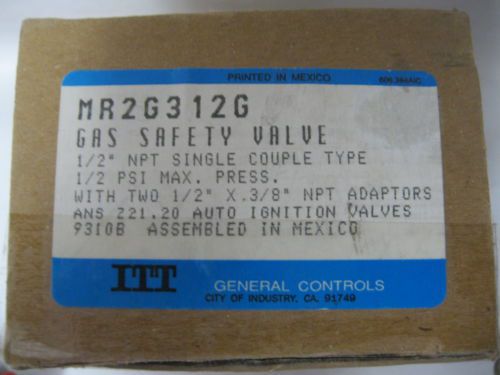 PRINTED IN MEXICO
MR2G312G
GAS SAFETY VALVE
1/2" NPT SINGLE COUPLE TYPE
1/2 PSI MAX. PRESS.
WITH TWO 1/2" X .3/8" NPT ADAPTORS
ANS Z21.20 AUTO IGNITION VALVES
9310B ASSEMBLED IN MEXICO
ITT GENERAL CONTROLS
CITY OF INDUSTRY, CA. 91749